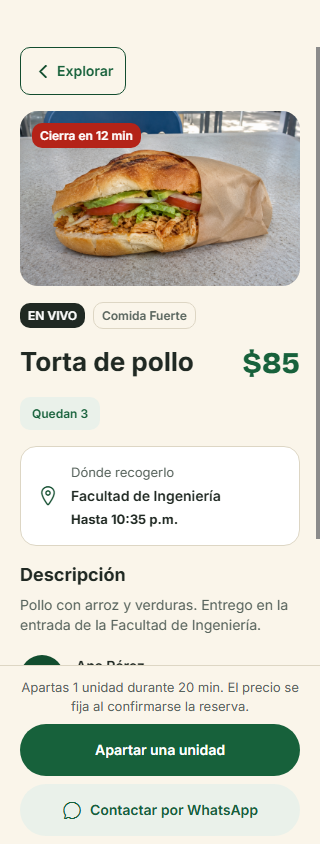 Explorar
Cierra en 12 min
EN VIVO
Comida Fuerte
Torta de pollo
$85
Quedan 3
Dónde recogerlo
Facultad de Ingeniería
Hasta 10:35 p.m.
Descripción
Pollo con arroz y verduras. Entrego en la
entrada de la Facultad de Ingeniería.
Ana Pérez
Apartas 1 unidad durante 20 min. El precio se
fija al confirmarse la reserva.
Apartar una unidad
Contactar por WhatsApp